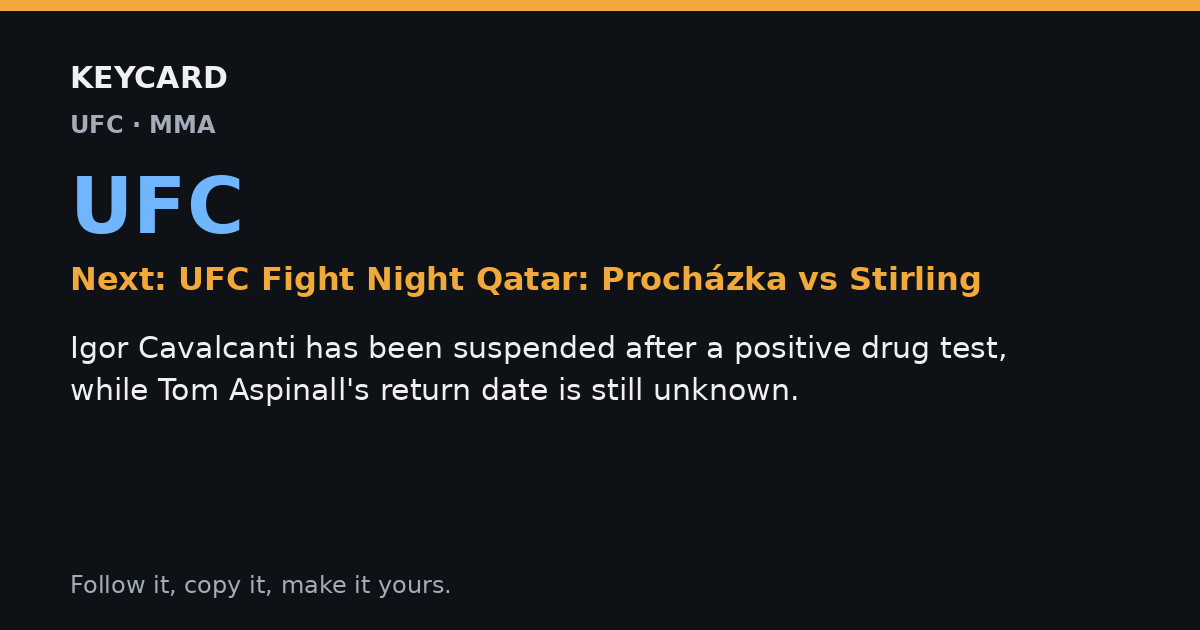 KEYCARD
UFC · MMA
UFC
Next: UFC Fight Night Qatar: Procházka vs Stirling
Igor Cavalcanti has been suspended after a positive drug test,
while Tom Aspinall's return date is still unknown.
Follow it, copy it, make it yours.